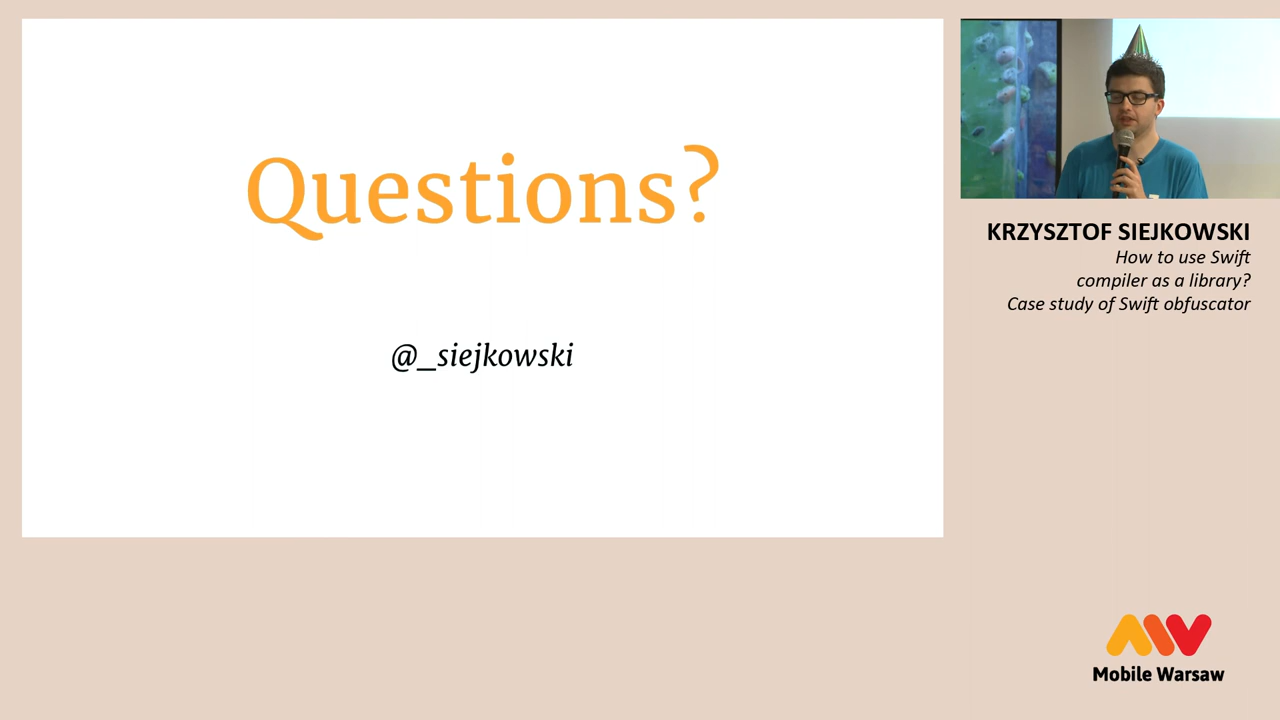 Questions?
@_siejkowski
KRZYSZTOF SIEJKOWSKI
How to use Swift
compiler as a library?
Case study of Swift obfuscator
Mobile Warsaw